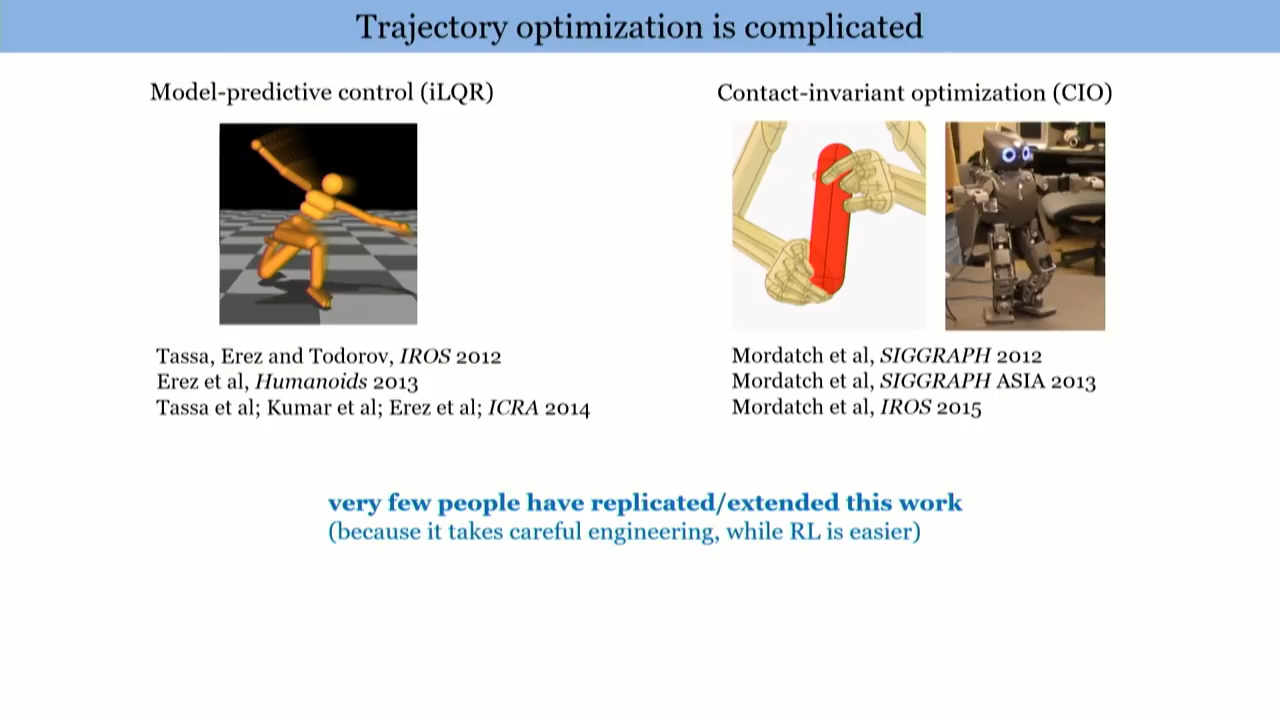 Trajectory optimization is complicated
Model-predictive control (iLQR)
Tassa, Erez and Todorov, IROS 2012
Erez et al, Humanoids 2013
Tassa et al; Kumar et al; Erez et al; ICRA 2014
Contact-invariant optimization (CIO)
Mordatch et al, SIGGRAPH 2012
Mordatch et al, SIGGRAPH ASIA 2013
Mordatch et al, IROS 2015
very few people have replicated/extended this work
(because it takes careful engineering, while RL is easier)